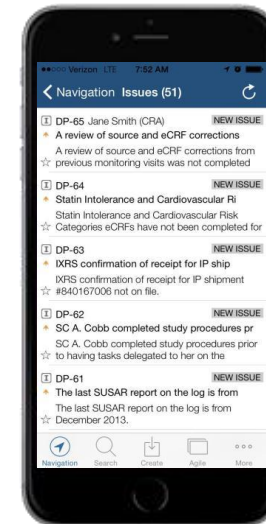 Verizon LTE 7:52 AM
Navigation Issues (51)
DP-65 Jane Smith (CRA) NEW ISSUE
A review of source and eCRF corrections
A review of source and eCRF corrections from
previous monitoring visits was not completed
DP-64 NEW ISSUE
Statin Intolerance and Cardiovascular Ri
Statin Intolerance and Cardiovascular Risk
Categories eCRFs have not been completed for
DP-63 NEW ISSUE
IXRS confirmation of receipt for IP ship
IXRS confirmation of receipt for IP shipment
#840167006 not on file.
DP-62 NEW ISSUE
SC A. Cobb completed study procedures pr
SC A. Cobb completed study procedures prior
to having tasks delegated to her on the
DP-61 NEW ISSUE
The last SUSAR report on the log is from
The last SUSAR report on the log is from
December 2013.
Navigation Search Create Agile More